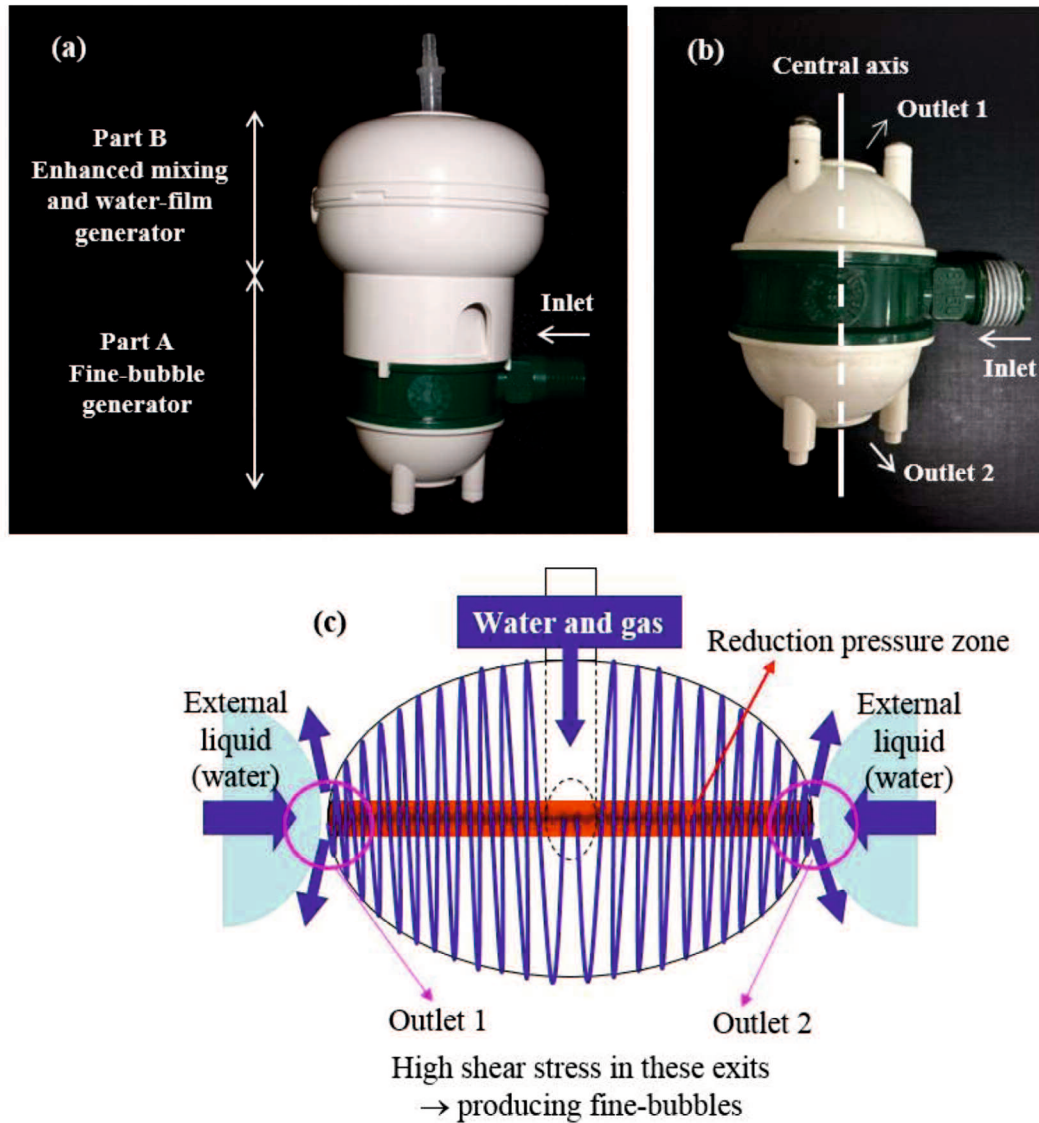 (a)
Part B
Enhanced mixing
and water-film
generator
Part A
Fine-bubble
generator
Inlet
(b)
Central axis
Outlet 1
Inlet
Outlet 2
(c)
Water and gas
Reduction pressure zone
External
liquid
(water)
External
liquid
(water)
Outlet 1
Outlet 2
High shear stress in these exits
→ producing fine-bubbles